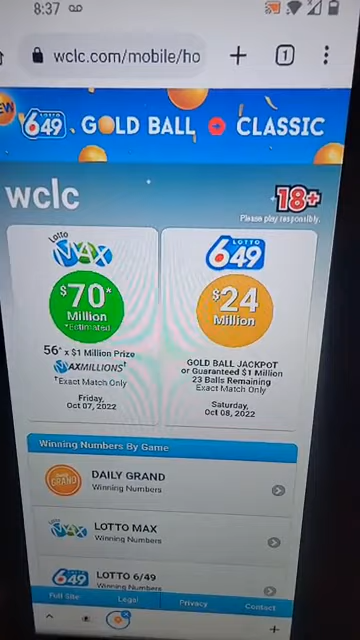 8:37
wclc.com/mobile/ho
1
649 GOLD BALL CLASSIC
wclc
18+
Please play responsibly.
Lotto MAX
$70*
Million
*Estimated
56* x $1 Million Prize
MAXMILLIONS†
†Exact Match Only
Friday,
Oct 07, 2022
LOTTO 649
$24
Million
GOLD BALL JACKPOT
or Guaranteed $1 Million
23 Balls Remaining
Exact Match Only
Saturday,
Oct 08, 2022
Winning Numbers By Game
GRAND
DAILY GRAND
Winning Numbers
MAX
LOTTO MAX
Winning Numbers
649
LOTTO 6/49
Winning Numbers
Full Site Legal Privacy Contact